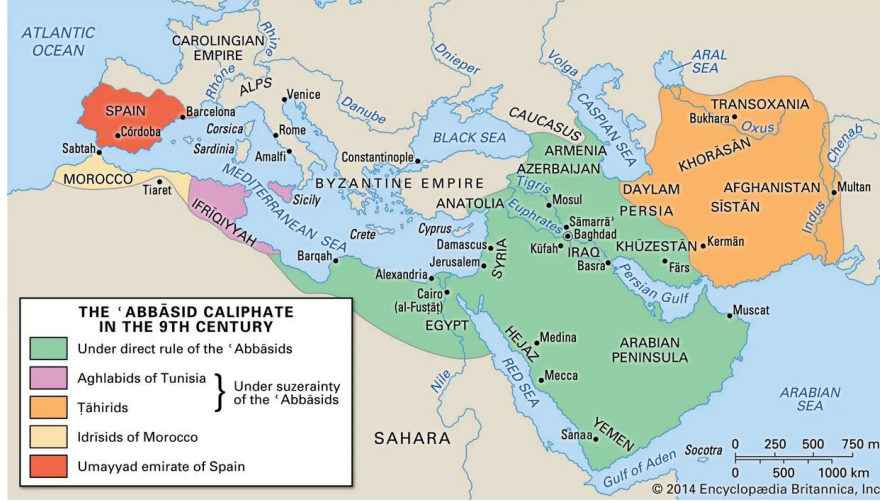 ATLANTIC
OCEAN
CAROLINGIAN
EMPIRE
Rhine
Rhône
ALPS
Venice
Danube
Dnieper
Volga
ARAL
SEA
CASPIAN SEA
CAUCASUS
BLACK SEA
TRANSOXANIA
Bukhara
Oxus
KHORĀSĀN
Chenab
SPAIN
Córdoba
Barcelona
Corsica
Sardinia
Rome
Amalfi
Constantinople
ARMENIA
AZERBAIJAN
Sabtah
MOROCCO
Tiaret
MEDITERRANEAN SEA
Sicily
BYZANTINE EMPIRE
ANATOLIA
Tigris
Mosul
Euphrates
Sāmarrāʾ
Baghdad
DAYLAM
PERSIA
AFGHANISTAN
SĪSTĀN
Multan
Indus
IFRĪQIYYAH
Crete
Cyprus
Damascus
SYRIA
Kūfah
IRAQ
KHŪZESTĀN
Kermān
Barqah
Alexandria
Jerusalem
Basra
Fārs
Persian Gulf
Cairo
(al-Fusṭāṭ)
EGYPT
Muscat
HEJAZ
Medina
ARABIAN
PENINSULA
Mecca
RED SEA
Nile
ARABIAN
SEA
SAHARA
Sanaa
YEMEN
Socotra
Gulf of Aden
THE ʿABBĀSID CALIPHATE
IN THE 9TH CENTURY
Under direct rule of the ʿAbbāsids
Aghlabids of Tunisia
Under suzerainty
of the ʿAbbāsids
Ṭāhirids
Idrīsids of Morocco
Umayyad emirate of Spain
0 250 500 750 m
0 500 1000 km
© 2014 Encyclopædia Britannica, Inc